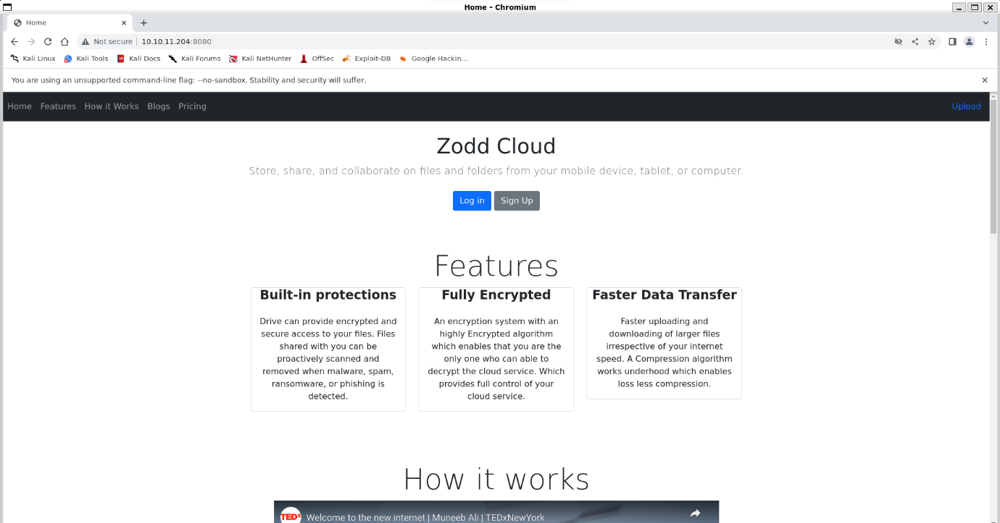 Home - Chromium
Home
Not secure 10.10.11.204:8080
Kali Linux Kali Tools Kali Docs Kali Forums Kali NetHunter OffSec Exploit-DB Google Hackin...
You are using an unsupported command-line flag: --no-sandbox. Stability and security will suffer.
Home Features How it Works Blogs Pricing Upload
Zodd Cloud
Store, share, and collaborate on files and folders from your mobile device, tablet, or computer.
Log in Sign Up
Features
Built-in protections
Drive can provide encrypted and
secure access to your files. Files
shared with you can be
proactively scanned and
removed when malware, spam,
ransomware, or phishing is
detected.
Fully Encrypted
An encryption system with an
highly Encrypted algorithm
which enables that you are the
only one who can able to
decrypt the cloud service. Which
provides full control of your
cloud service.
Faster Data Transfer
Faster uploading and
downloading of larger files
irrespective of your internet
speed. A Compression algorithm
works underhood which enables
loss less compression.
How it works
TEDx Welcome to the new internet | Muneeb Ali | TEDxNewYork